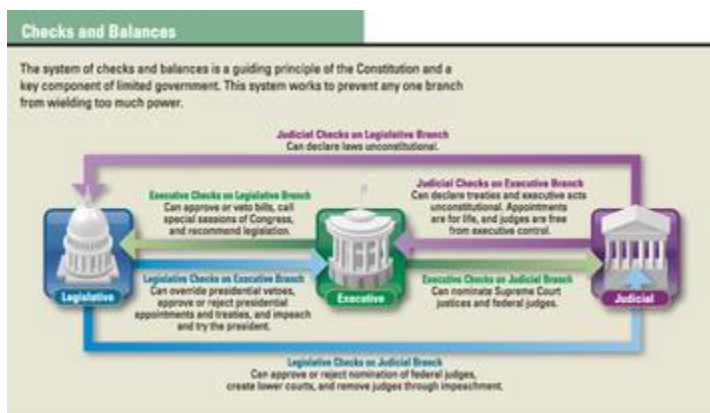 Checks and Balances
The system of checks and balances is a guiding principle of the Constitution and a
key component of limited government. This system works to prevent any one branch
from wielding too much power.
Judicial Checks on Legislative Branch
Can declare laws unconstitutional.
Executive Checks on Legislative Branch
Can approve or veto bills, call
special sessions of Congress,
and recommend legislation.
Judicial Checks on Executive Branch
Can declare treaties and executive acts
unconstitutional. Appointments
are for life, and judges are free
from executive control.
Legislative
Legislative Checks on Executive Branch
Can override presidential vetoes,
approve or reject presidential
appointments and treaties, and impeach
and try the president.
Executive
Executive Checks on Judicial Branch
Can nominate Supreme Court
justices and federal judges.
Judicial
Legislative Checks on Judicial Branch
Can approve or reject nomination of federal judges,
create lower courts, and remove judges through impeachment.